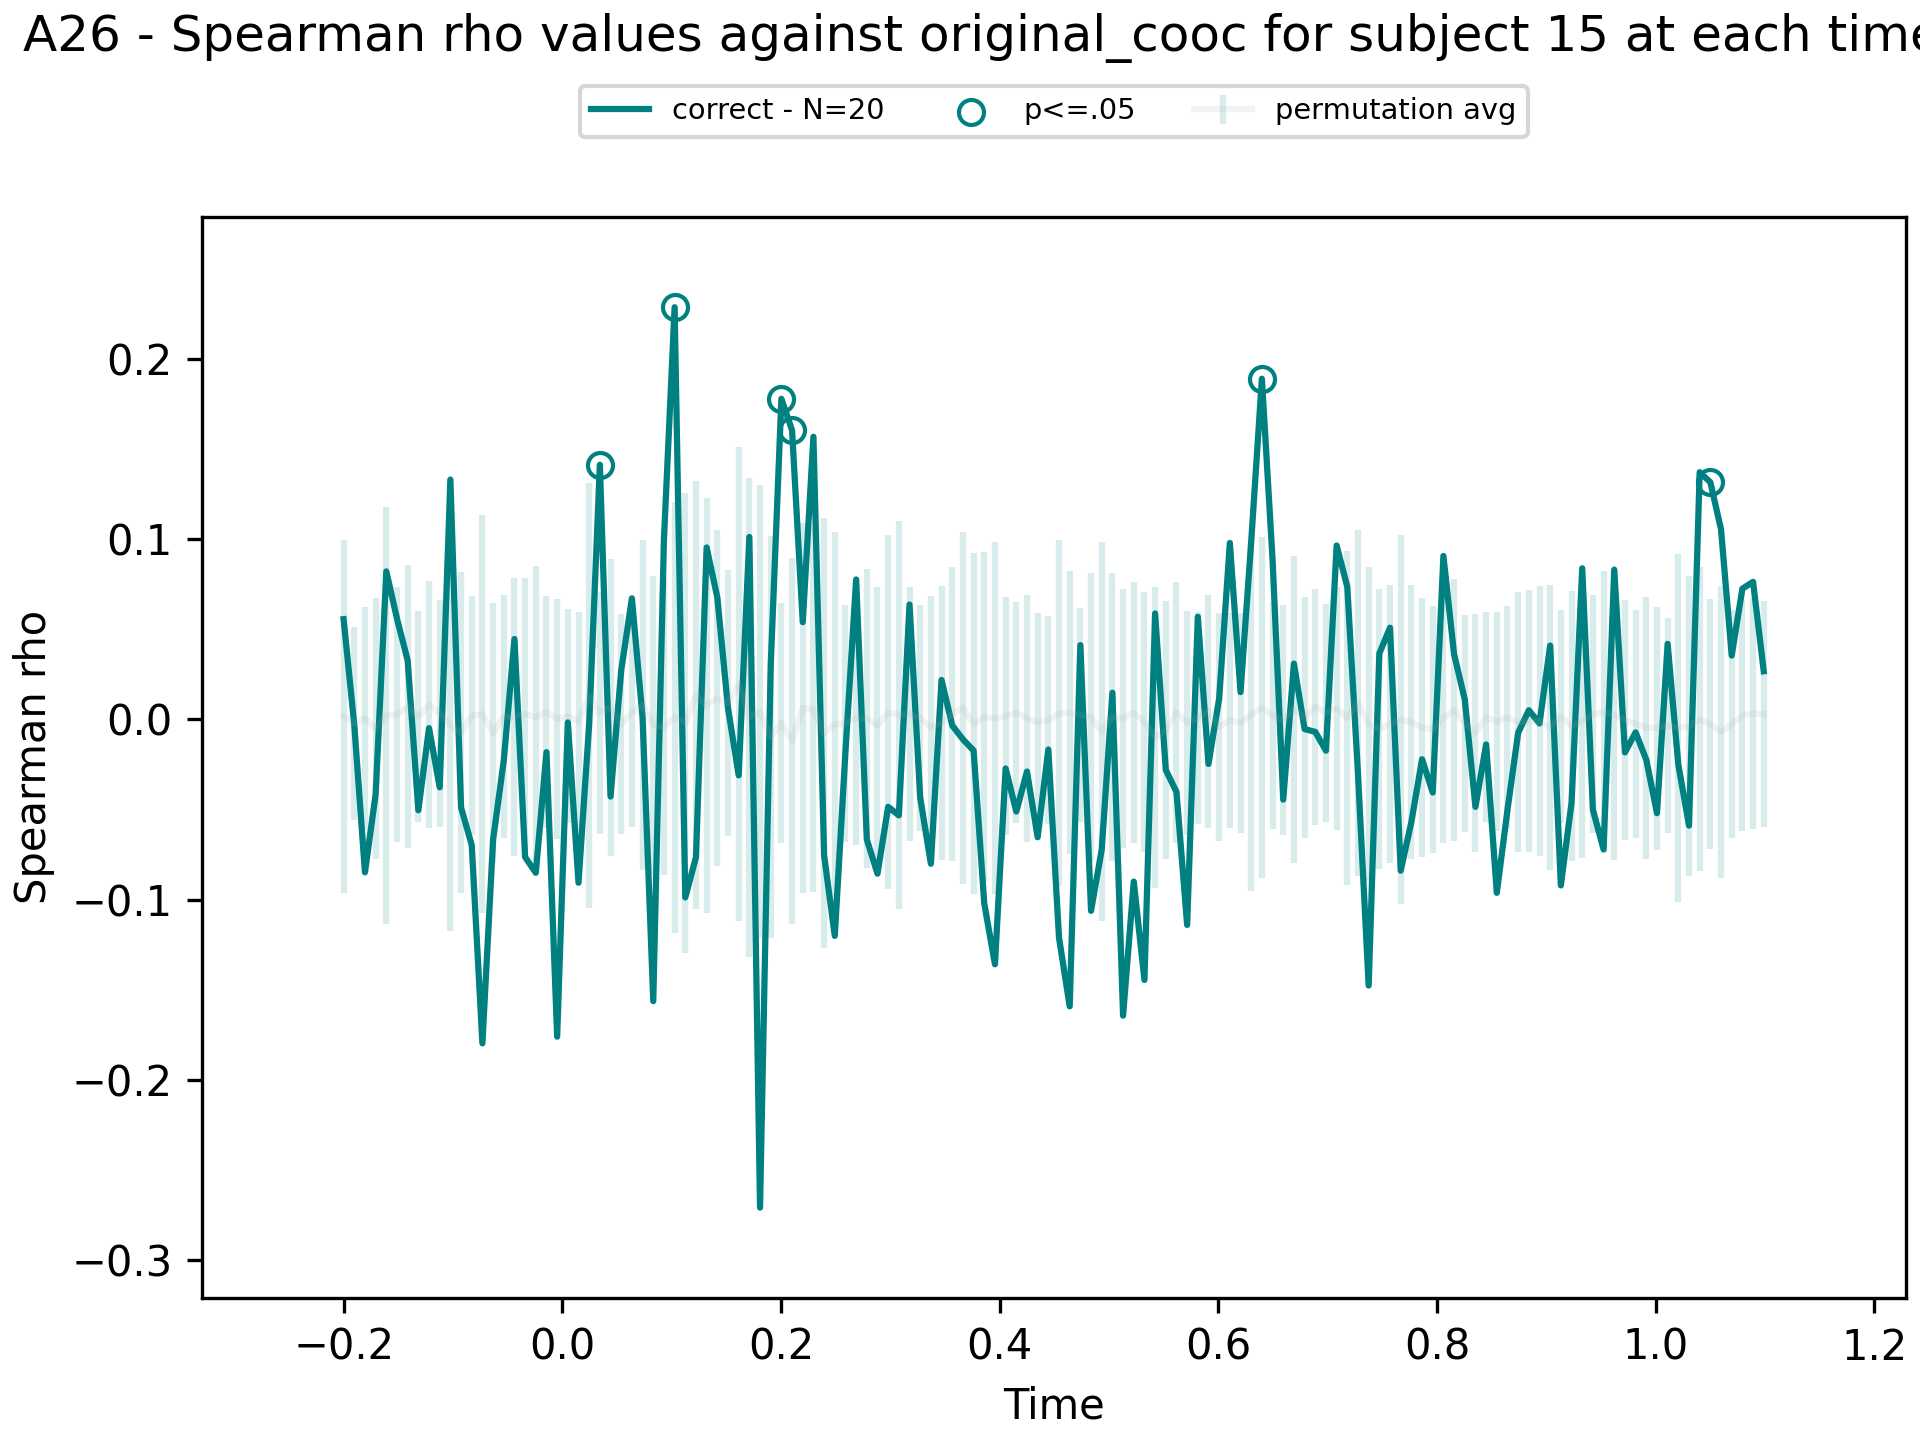 A26 - Spearman rho values against original_cooc for subject 15 at each time
correct - N=20 p<=.05 permutation avg
Spearman rho
0.2
0.1
0.0
−0.1
−0.2
−0.3
−0.2 0.0 0.2 0.4 0.6 0.8 1.0 1.2
Time